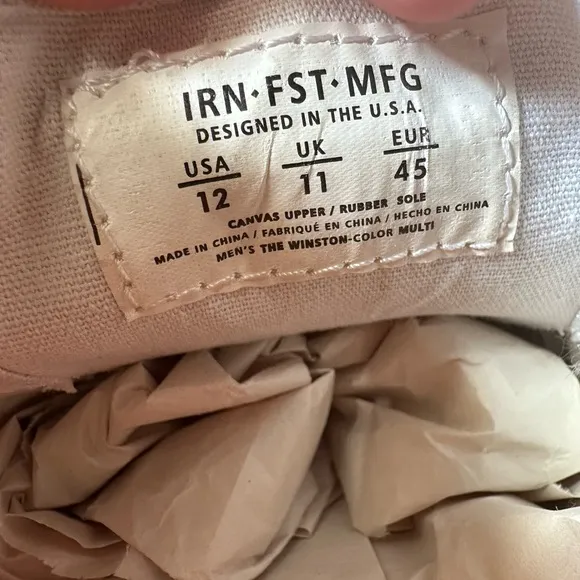 IRN·FST·MFG
DESIGNED IN THE U.S.A.
USA UK EUR
12 11 45
CANVAS UPPER / RUBBER SOLE
MADE IN CHINA / FABRIQUÉ EN CHINA / HECHO EN CHINA
MEN'S THE WINSTON-COLOR MULTI